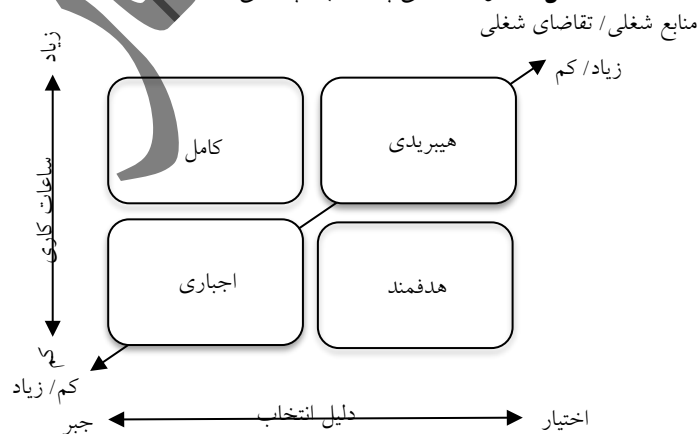 منابع شغلی/ تقاضای شغلی
زیاد
زیاد/ کم
هیبریدی
کامل
ساعات کاری
هدفمند
اجباری
کم
کم/ زیاد
اختیار
دلیل انتخاب
جبر